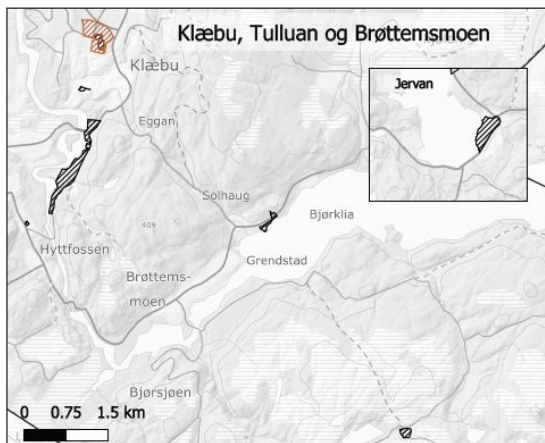 Klæbu, Tulluan og Brøttemsmoen
Klæbu
Jervan
Eggan
Solhaug
Bjørklia
409
Hyttfossen
Grendstad
Brøttems-
moen
Bjørsjøen
0 0.75 1.5 km